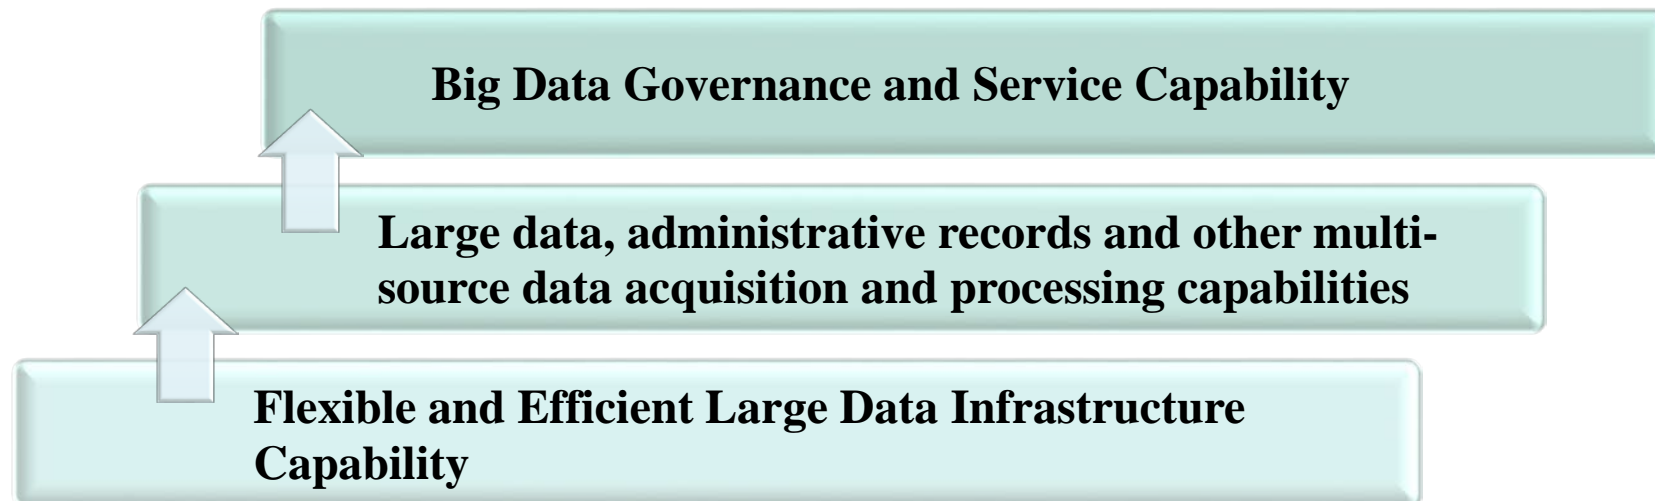 Big Data Governance and Service Capability
Large data, administrative records and other multi-
source data acquisition and processing capabilities
Flexible and Efficient Large Data Infrastructure
Capability